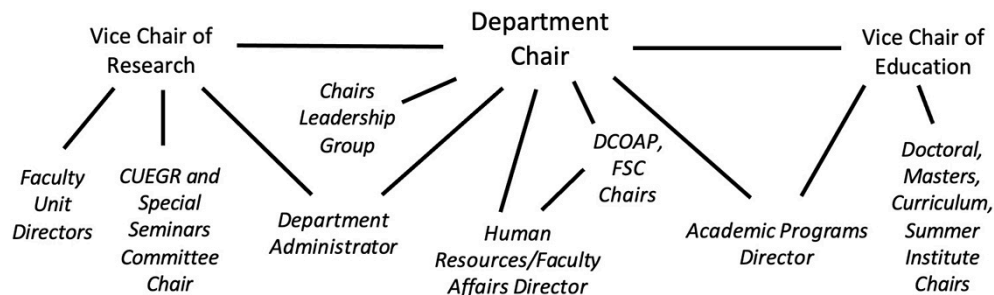 Department
Chair
Vice Chair of
Research
Vice Chair of
Education
Chairs
Leadership
Group
DCOAP,
FSC
Chairs
Faculty
Unit
Directors
CUEGR and
Special
Seminars
Committee
Chair
Department
Administrator
Human
Resources/Faculty
Affairs Director
Academic Programs
Director
Doctoral,
Masters,
Curriculum,
Summer
Institute
Chairs